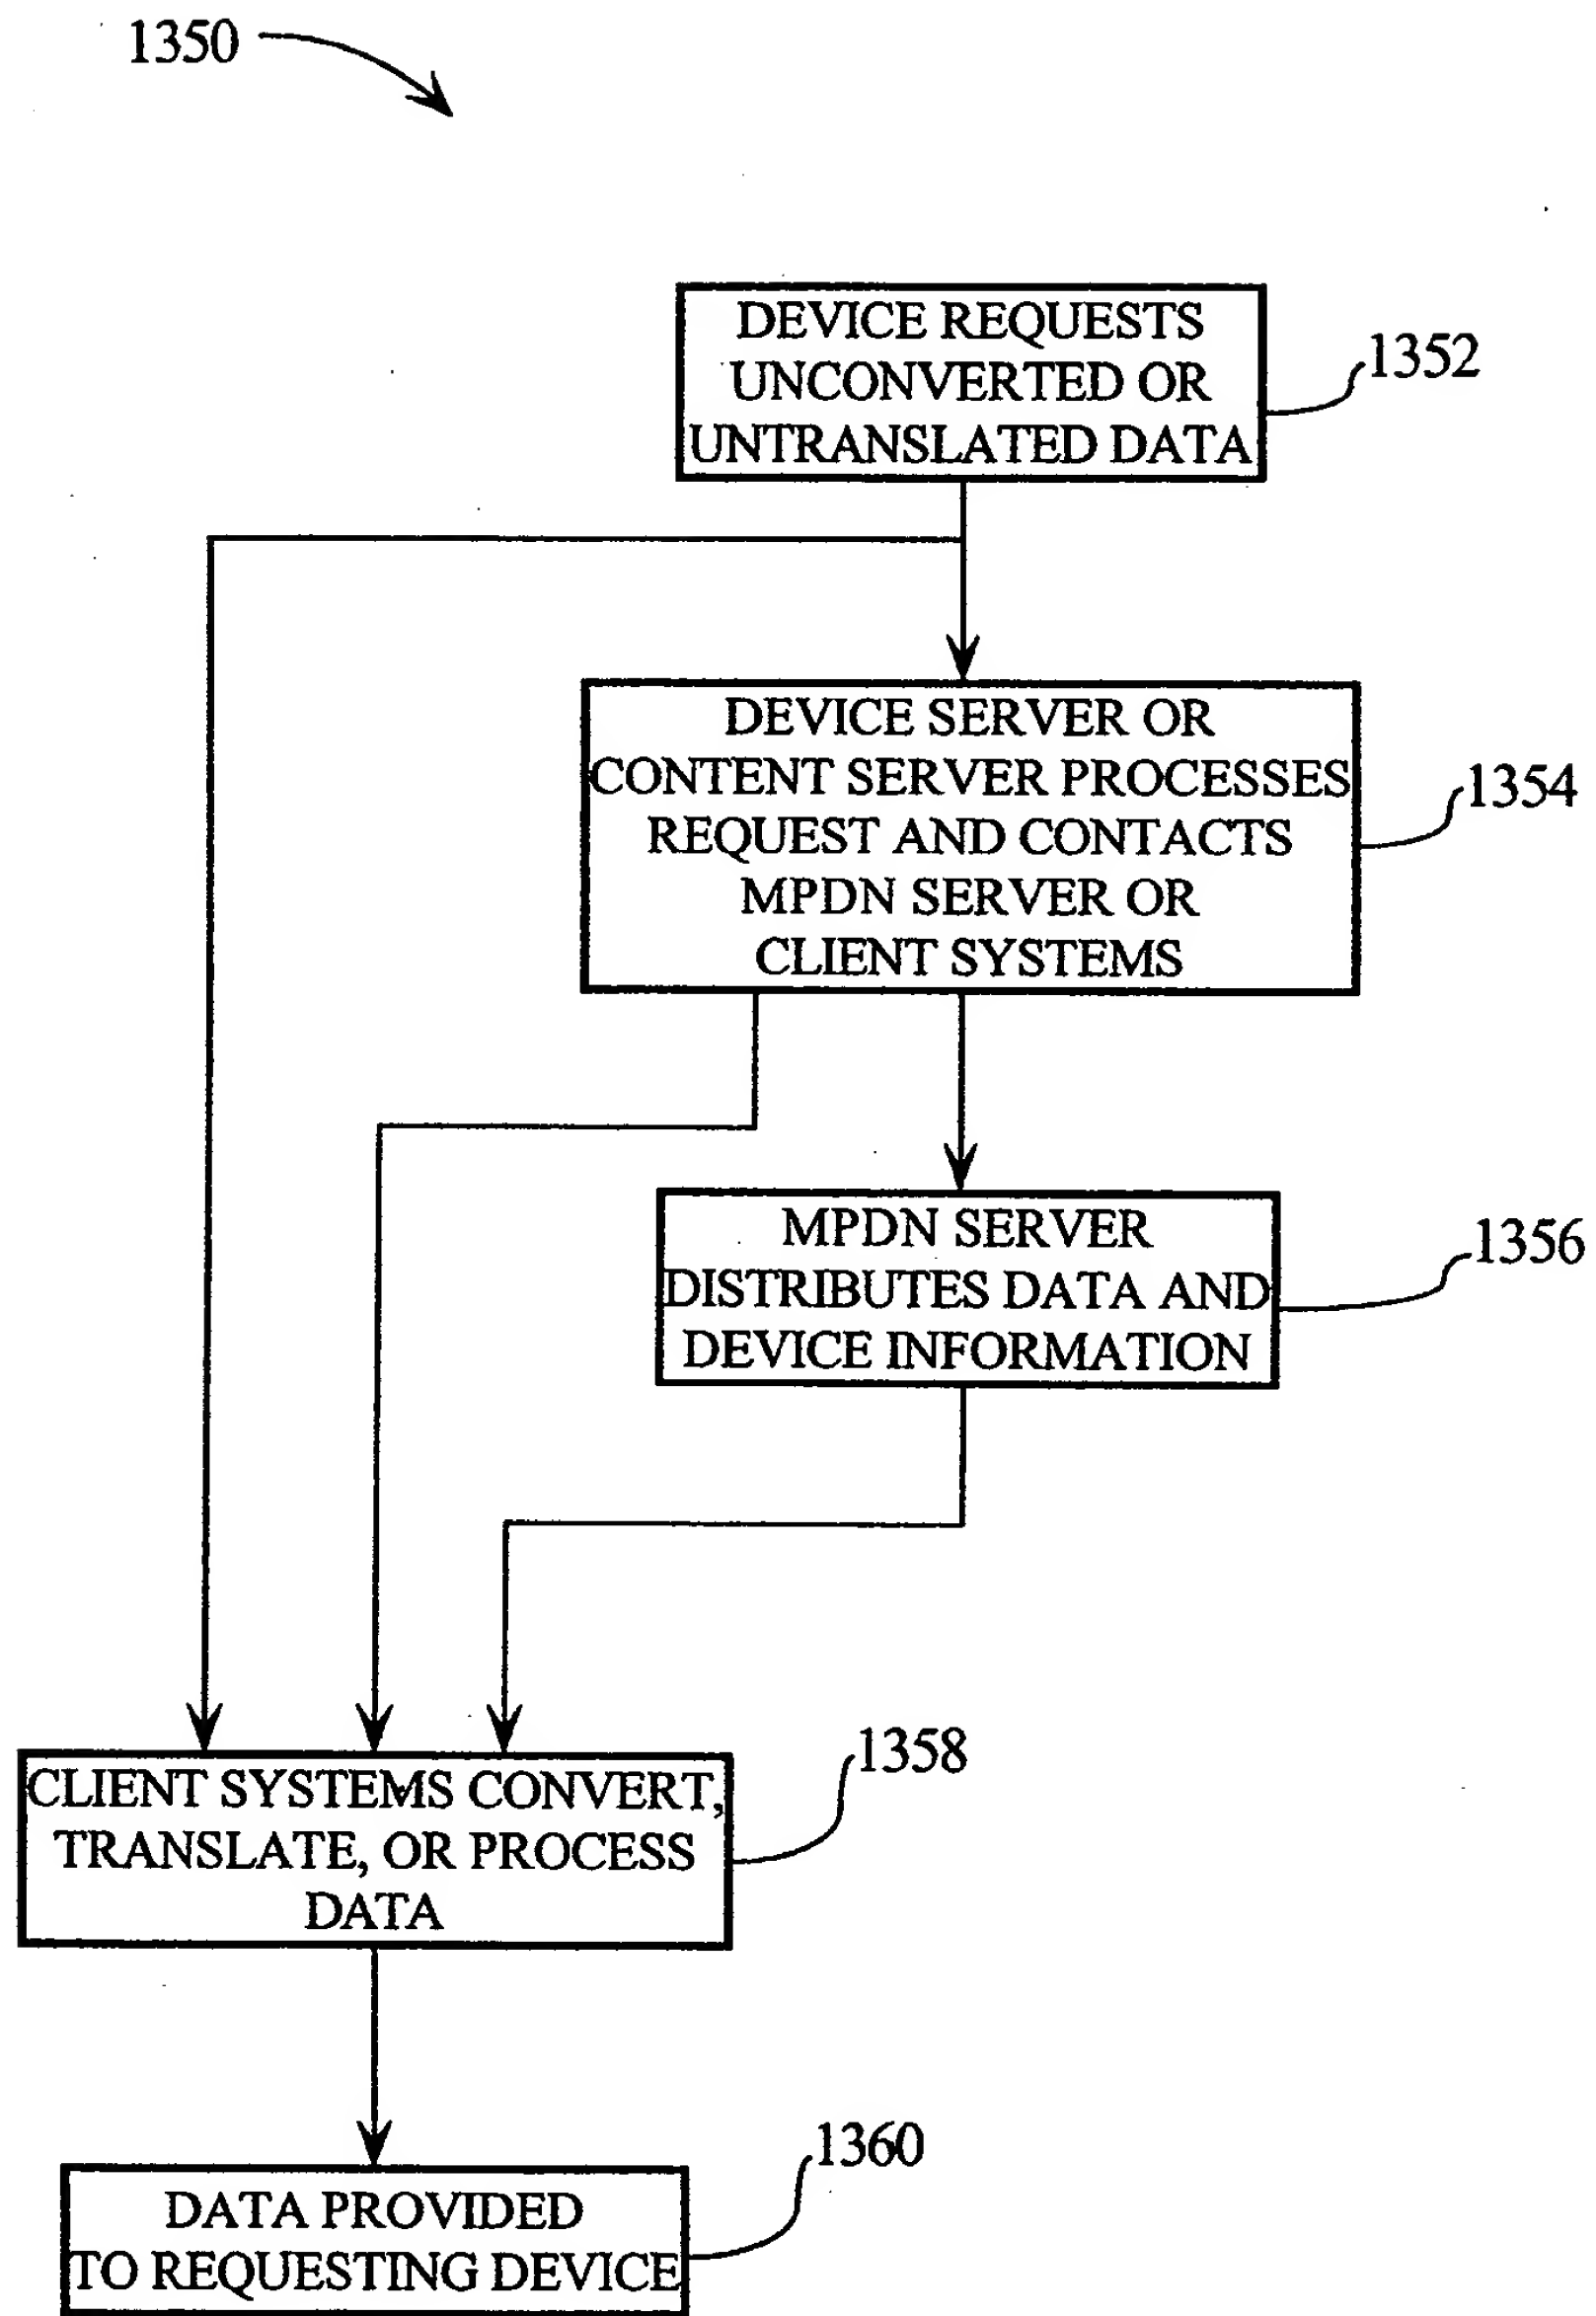 1350
DEVICE REQUESTS
UNCONVERTED OR
UNTRANSLATED DATA
1352
DEVICE SERVER OR
CONTENT SERVER PROCESSES
REQUEST AND CONTACTS
MPDN SERVER OR
CLIENT SYSTEMS
1354
MPDN SERVER
DISTRIBUTES DATA AND
DEVICE INFORMATION
1356
CLIENT SYSTEMS CONVERT,
TRANSLATE, OR PROCESS
DATA
1358
DATA PROVIDED
TO REQUESTING DEVICE
1360